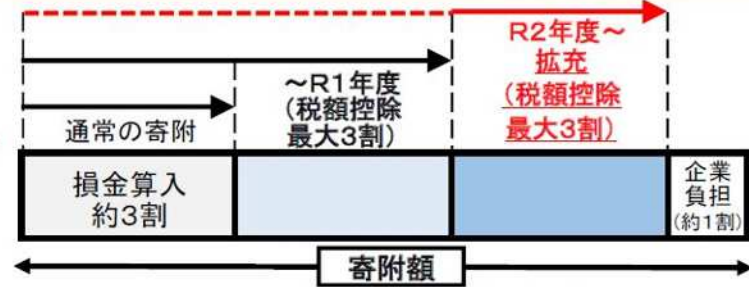 R2年度～
拡充
(税額控除
最大3割)
～R1年度
(税額控除
最大3割)
通常の寄附
損金算入
約3割
企業
負担
(約1割)
寄附額